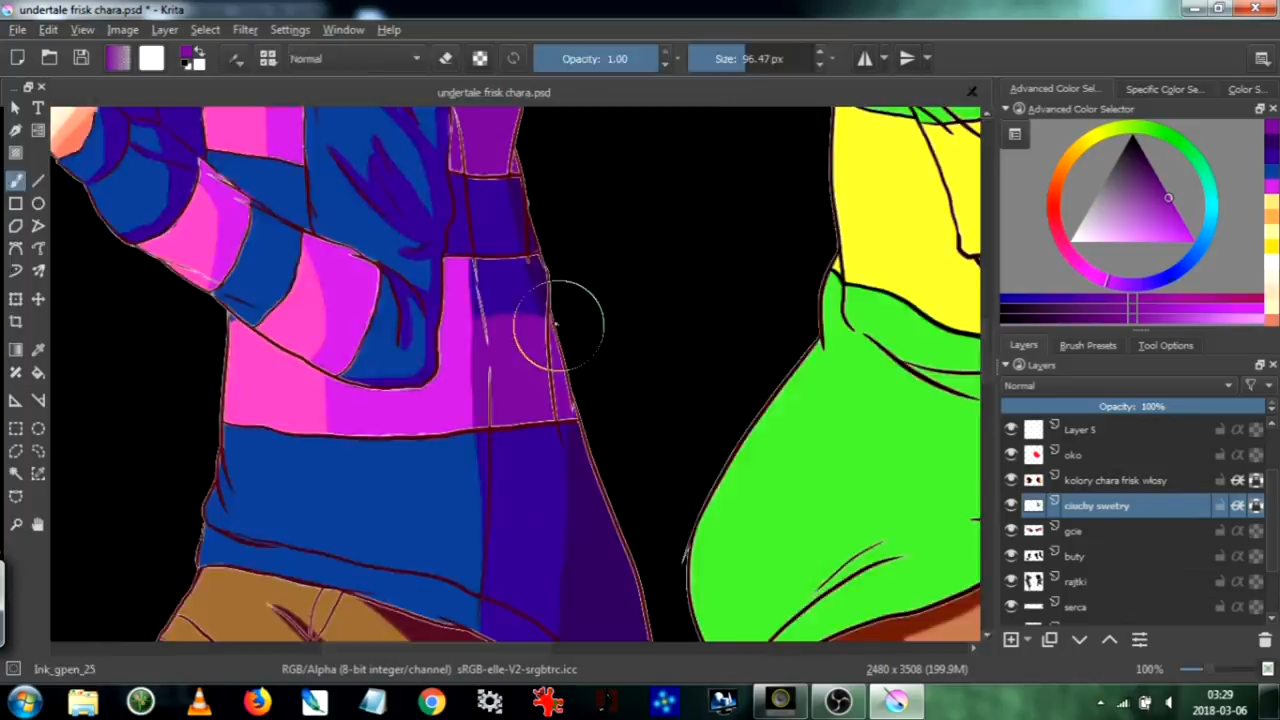 undertale frisk chara.psd * - Krita
File Edit View Image Layer Select Filter Settings Window Help
Normal Opacity: 1.00 Size: 96.47 px
undertale frisk chara.psd
Advanced Color Sel... Specific Color Se... Color S...
Advanced Color Selector
Layers Brush Presets Tool Options
Layers
Normal
Opacity: 100%
Layer 5
oko
kolory chara frisk włosy
ciuchy swetry
gcie
buty
rajtki
serca
Ink_gpen_25 RGB/Alpha (8-bit integer/channel) sRGB-elle-V2-srgbtrc.icc 2480 x 3508 (199.9M) 100%
03:29
2018-03-06